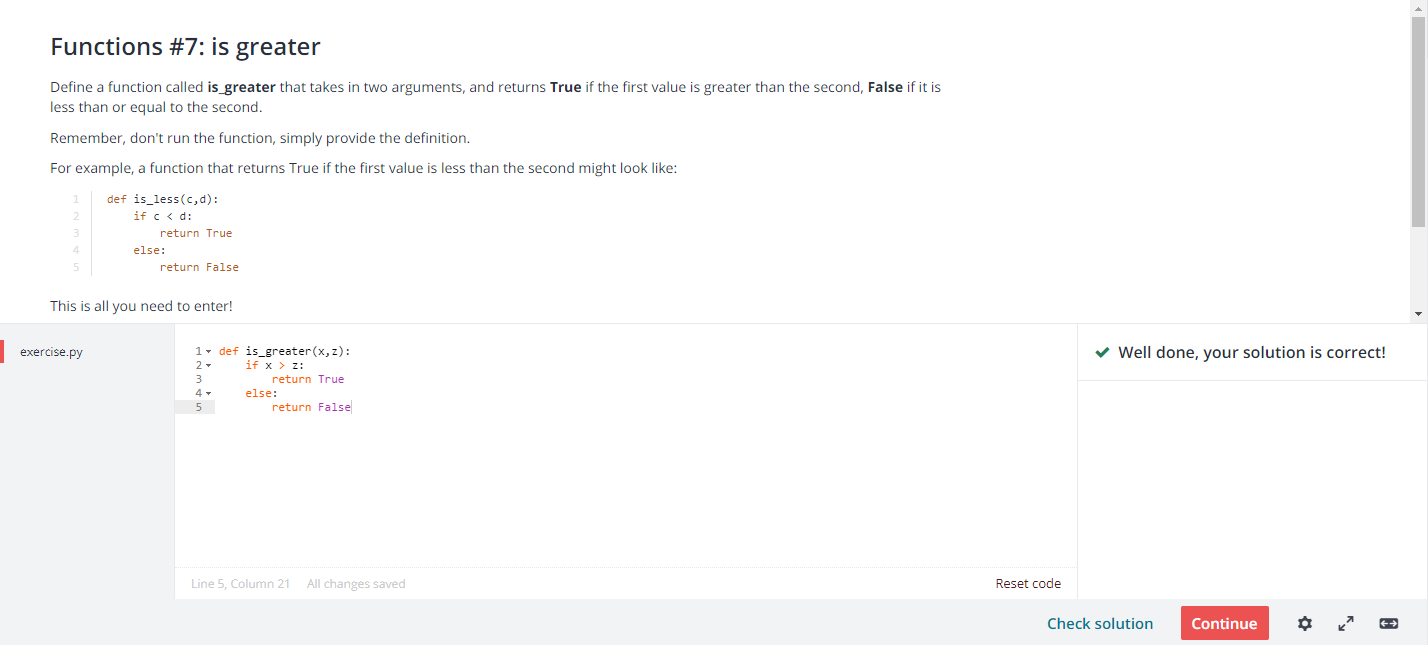 Functions #7: is greater
Define a function called is_greater that takes in two arguments, and returns True if the first value is greater than the second, False if it is
less than or equal to the second.
Remember, don't run the function, simply provide the definition.
For example, a function that returns True if the first value is less than the second might look like:
1 def is_less(c,d):
2     if c < d:
3         return True
4     else:
5         return False
This is all you need to enter!
exercise.py
1 def is_greater(x,z):
2     if x > z:
3         return True
4     else:
5         return False
Well done, your solution is correct!
Line 5, Column 21 All changes saved
Reset code
Check solution
Continue